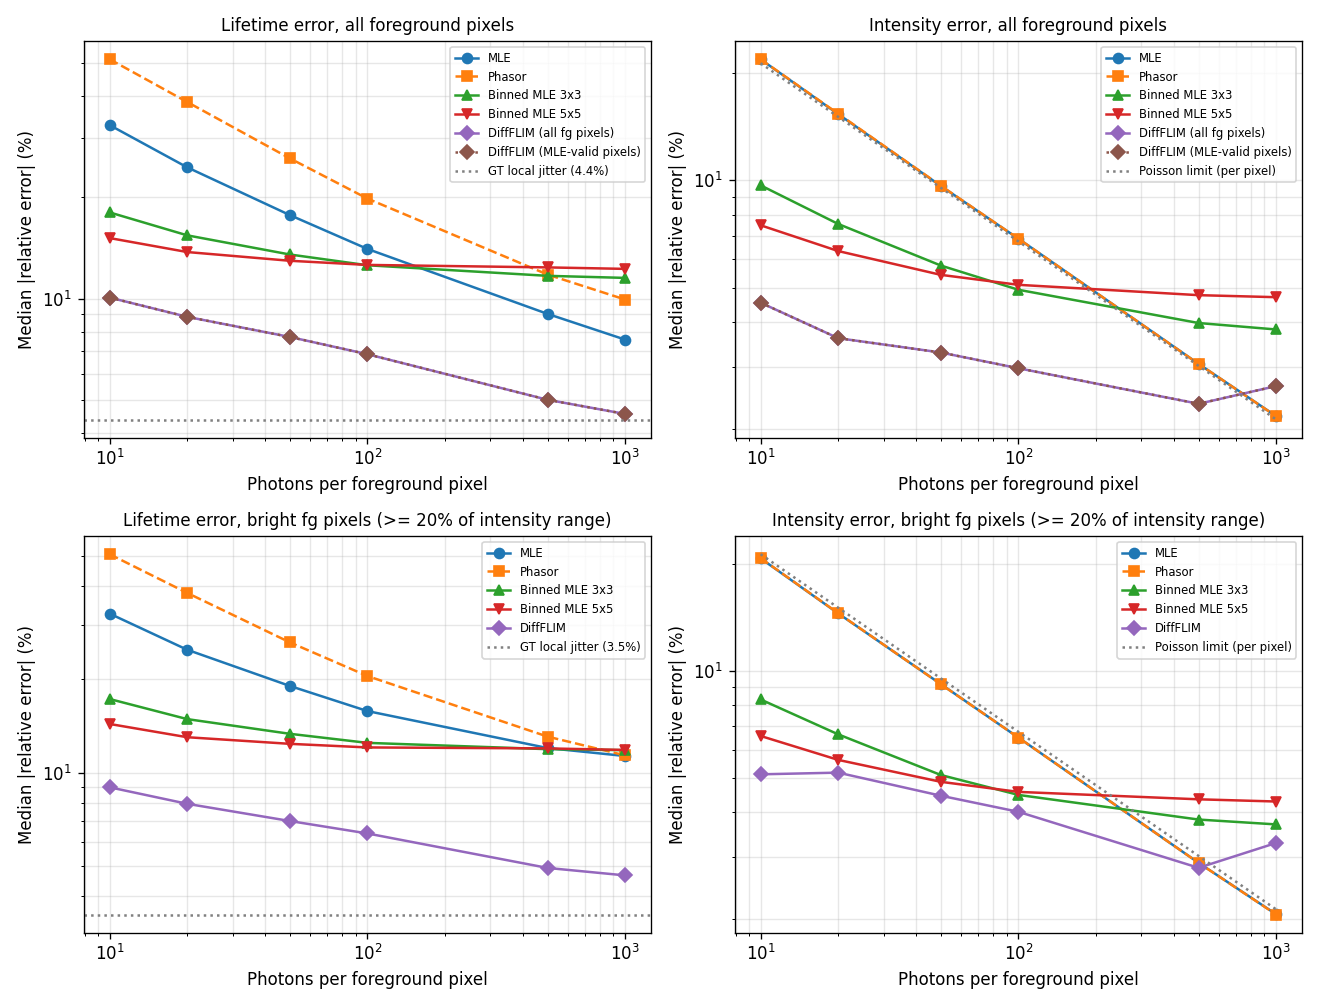 Lifetime error, all foreground pixels
Median |relative error| (%)
10¹
MLE
Phasor
Binned MLE 3x3
Binned MLE 5x5
DiffFLIM (all fg pixels)
DiffFLIM (MLE-valid pixels)
GT local jitter (4.4%)
10¹ 10² 10³
Photons per foreground pixel
Intensity error, all foreground pixels
Median |relative error| (%)
10¹
MLE
Phasor
Binned MLE 3x3
Binned MLE 5x5
DiffFLIM (all fg pixels)
DiffFLIM (MLE-valid pixels)
Poisson limit (per pixel)
10¹ 10² 10³
Photons per foreground pixel
Lifetime error, bright fg pixels (>= 20% of intensity range)
Median |relative error| (%)
10¹
MLE
Phasor
Binned MLE 3x3
Binned MLE 5x5
DiffFLIM
GT local jitter (3.5%)
10¹ 10² 10³
Photons per foreground pixel
Intensity error, bright fg pixels (>= 20% of intensity range)
Median |relative error| (%)
10¹
MLE
Phasor
Binned MLE 3x3
Binned MLE 5x5
DiffFLIM
Poisson limit (per pixel)
10¹ 10² 10³
Photons per foreground pixel